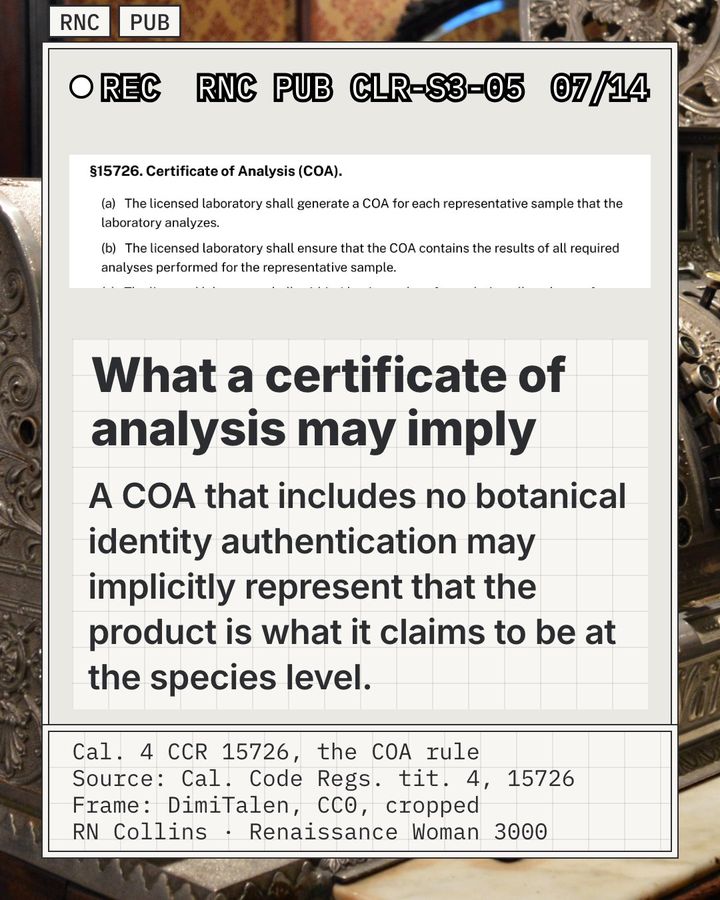 RNC PUB
REC RNC PUB CLR-S3-05 07/14
§15726. Certificate of Analysis (COA).
(a) The licensed laboratory shall generate a COA for each representative sample that the
laboratory analyzes.
(b) The licensed laboratory shall ensure that the COA contains the results of all required
analyses performed for the representative sample.
What a certificate of
analysis may imply
A COA that includes no botanical
identity authentication may
implicitly represent that the
product is what it claims to be at
the species level.
Cal. 4 CCR 15726, the COA rule
Source: Cal. Code Regs. tit. 4, 15726
Frame: DimiTalen, CC0, cropped
RN Collins · Renaissance Woman 3000